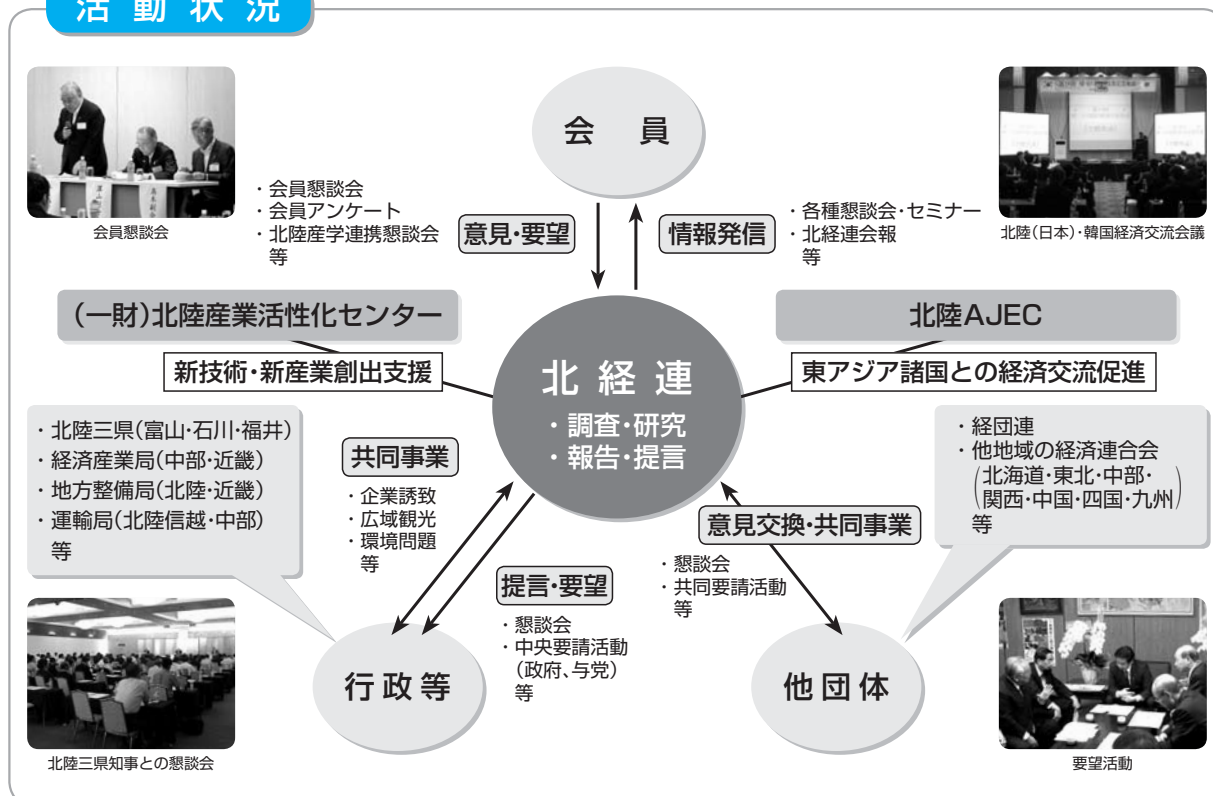 活動状況
会員懇談会
・会員懇談会
・会員アンケート
・北陸産学連携懇談会
等
会員
意見・要望
情報発信
・各種懇談会・セミナー
・北経連会報
等
北陸(日本)・韓国経済交流会議
(一財)北陸産業活性化センター
新技術・新産業創出支援
北経連
・調査・研究
・報告・提言
北陸AJEC
東アジア諸国との経済交流促進
・北陸三県(富山・石川・福井)
・経済産業局(中部・近畿)
・地方整備局(北陸・近畿)
・運輸局(北陸信越・中部)
等
共同事業
・企業誘致
・広域観光
・環境問題
等
提言・要望
・懇談会
・中央要請活動
(政府、与党)
等
意見交換・共同事業
・懇談会
・共同要請活動
等
・経団連
・他地域の経済連合会
(北海道・東北・中部・
関西・中国・四国・九州)
等
行政等
他団体
北陸三県知事との懇談会
要望活動